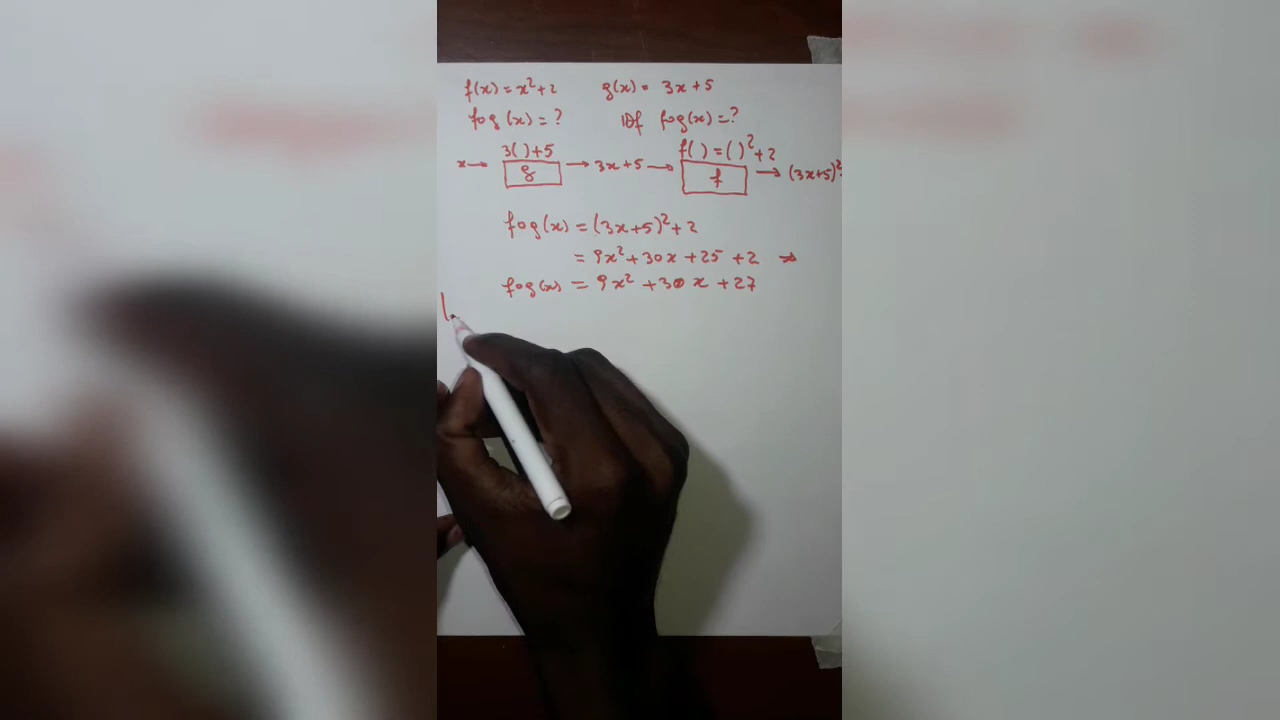 f(x) = x²+2 g(x) = 3x+5
fog(x) = ? Df fog(x) = ?
3( )+5 f( ) = ( )²+2
x → g → 3x+5 → f → (3x+5)²
fog(x) = (3x+5)²+2
= 9x²+30x+25+2 ⇒
fog(x) = 9x²+30x+27